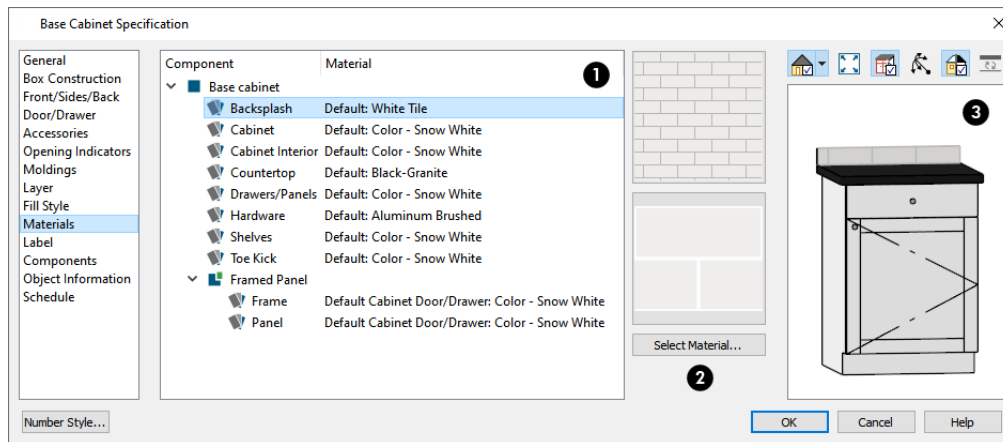 Base Cabinet Specification
General
Box Construction
Front/Sides/Back
Door/Drawer
Accessories
Opening Indicators
Moldings
Layer
Fill Style
Materials
Label
Components
Object Information
Schedule
Component Material
Base cabinet
Backsplash Default: White Tile
Cabinet Default: Color - Snow White
Cabinet Interior Default: Color - Snow White
Countertop Default: Black-Granite
Drawers/Panels Default: Color - Snow White
Hardware Default: Aluminum Brushed
Shelves Default: Color - Snow White
Toe Kick Default: Color - Snow White
Framed Panel
Frame Default Cabinet Door/Drawer: Color - Snow White
Panel Default Cabinet Door/Drawer: Color - Snow White
1
Select Material...
2
3
Number Style...
OK Cancel Help